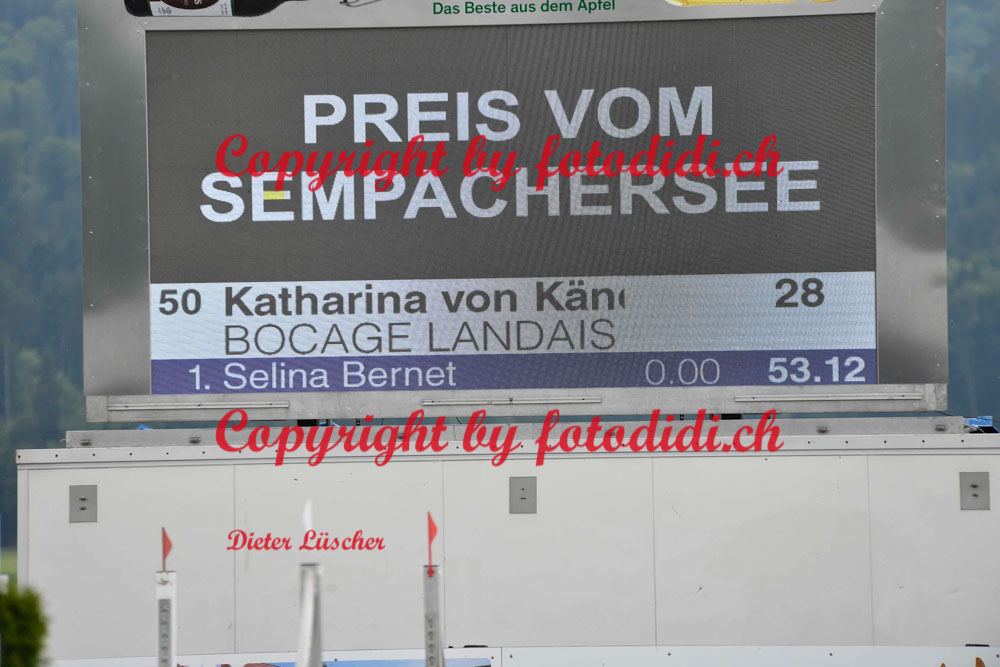 Das Beste aus dem Apfel
PREIS VOM
Copyright by fotodidi.ch
SEMPACHERSEE
50 Katharina von Känd 28
BOCAGE LANDAIS
1. Selina Bernet 0.00 53.12
Copyright by fotodidi.ch
Dieter Lüscher